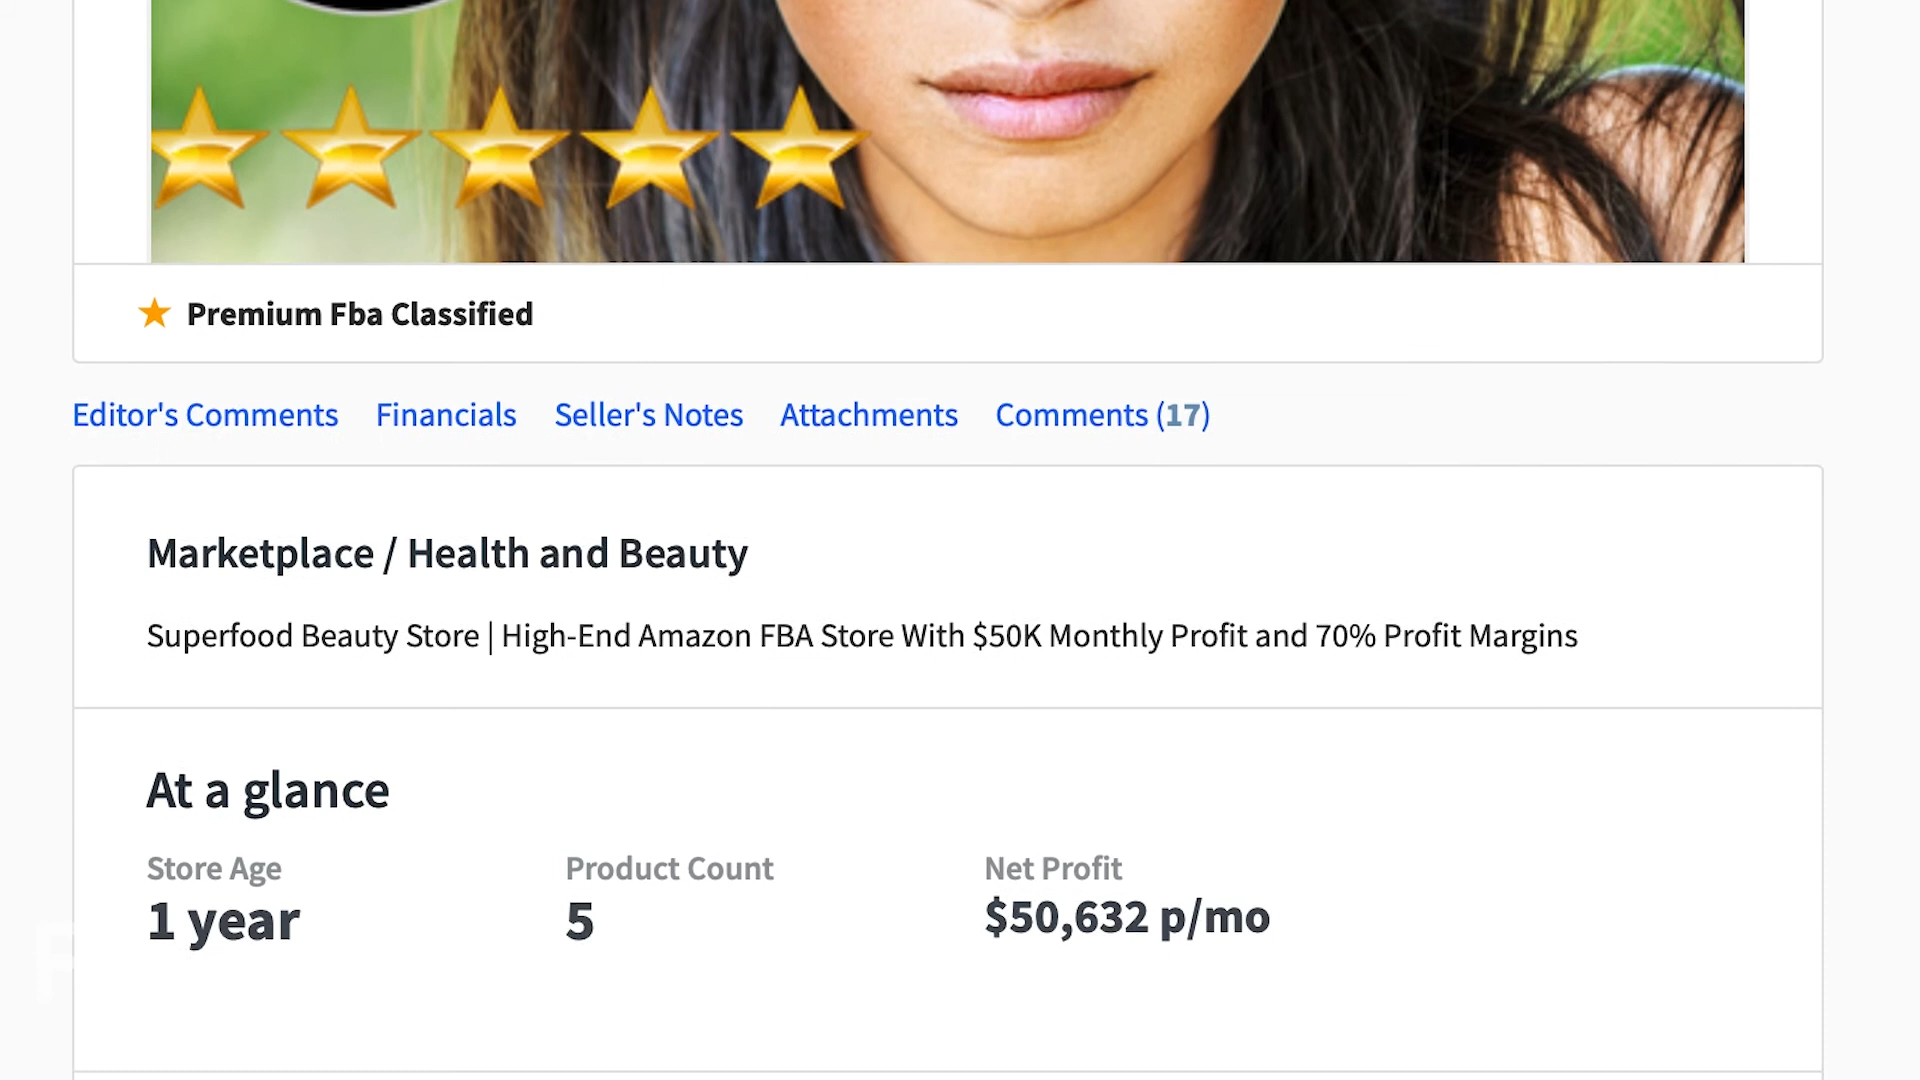 Premium Fba Classified
Editor's Comments Financials Seller's Notes Attachments Comments (17)
Marketplace / Health and Beauty
Superfood Beauty Store | High-End Amazon FBA Store With $50K Monthly Profit and 70% Profit Margins
At a glance
Store Age Product Count Net Profit
1 year 5 $50,632 p/mo